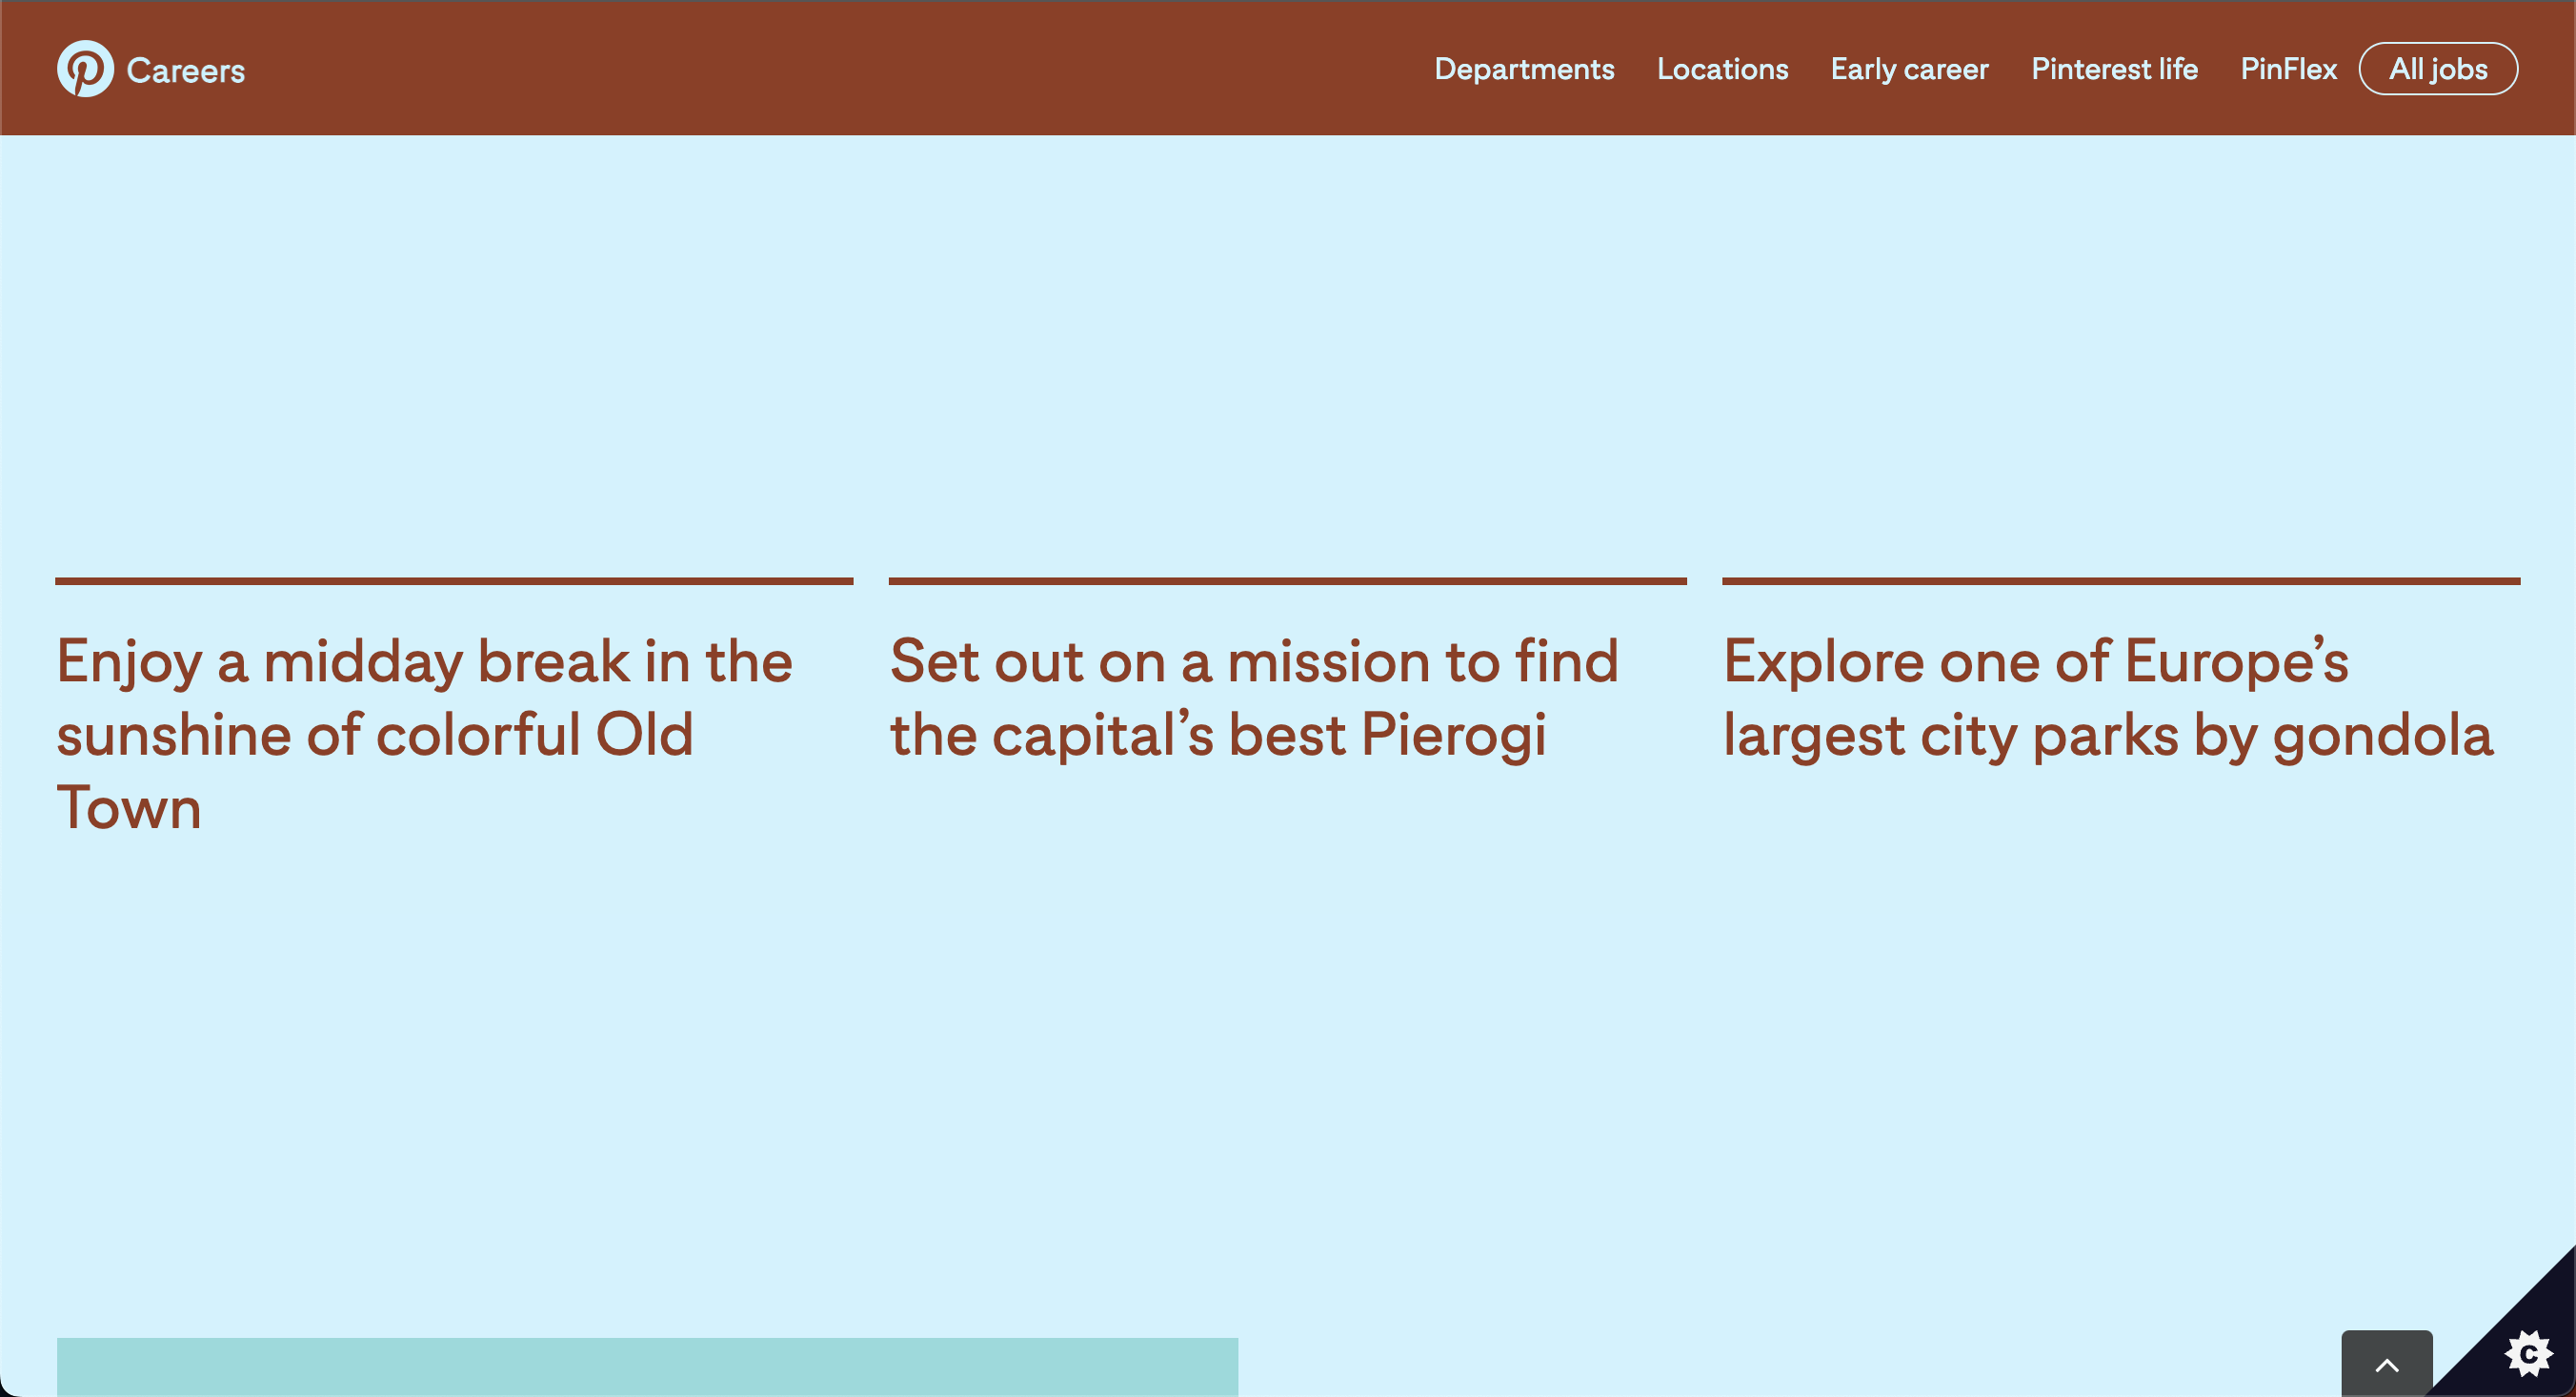 Careers
Departments
Locations
Early career
Pinterest life
PinFlex
All jobs
Enjoy a midday break in the
sunshine of colorful Old
Town
Set out on a mission to find
the capital’s best Pierogi
Explore one of Europe’s
largest city parks by gondola
C